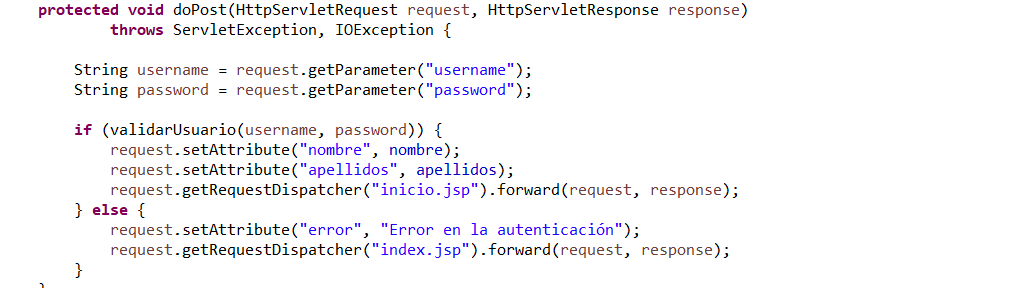 protected void doPost(HttpServletRequest request, HttpServletResponse response)
        throws ServletException, IOException {

    String username = request.getParameter("username");
    String password = request.getParameter("password");

    if (validarUsuario(username, password)) {
        request.setAttribute("nombre", nombre);
        request.setAttribute("apellidos", apellidos);
        request.getRequestDispatcher("inicio.jsp").forward(request, response);
    } else {
        request.setAttribute("error", "Error en la autenticación");
        request.getRequestDispatcher("index.jsp").forward(request, response);
    }
}